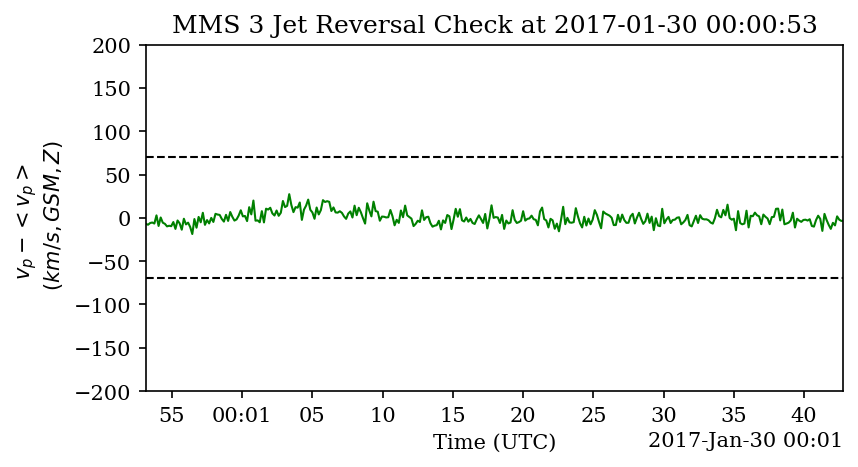 MMS 3 Jet Reversal Check at 2017-01-30 00:00:53
200
150
100
50
0
−50
−100
−150
−200
v_p − < v_p >
(km/s, GSM, Z)
55 00:01 05 10 15 20 25 30 35 40
Time (UTC)
2017-Jan-30 00:01